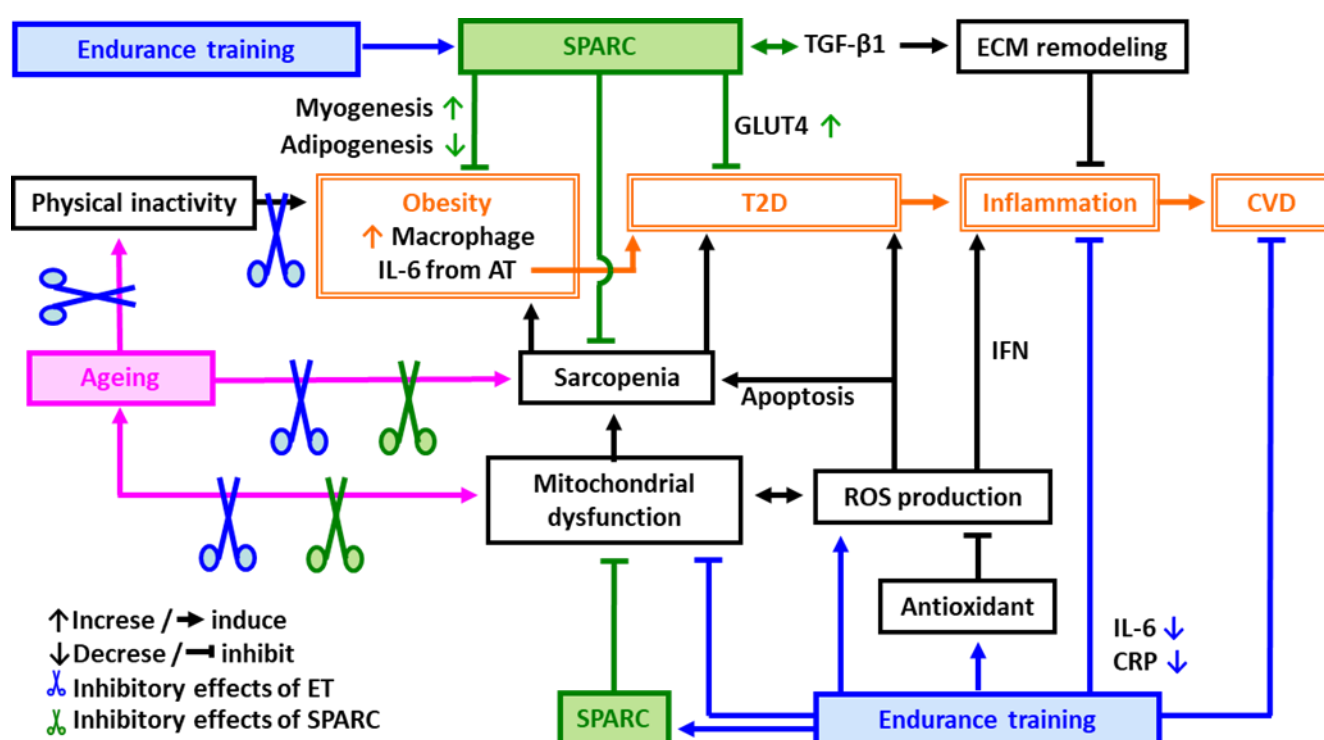 Endurance training
SPARC
TGF-β1
ECM remodeling
Myogenesis ↑
Adipogenesis ↓
GLUT4 ↑
Physical inactivity
Obesity
↑ Macrophage
IL-6 from AT
T2D
Inflammation
CVD
IFN
Ageing
Sarcopenia
Apoptosis
Mitochondrial
dysfunction
ROS production
Antioxidant
IL-6 ↓
CRP ↓
↑Increse / → induce
↓Decrese / ⊣ inhibit
Inhibitory effects of ET
Inhibitory effects of SPARC
SPARC
Endurance training